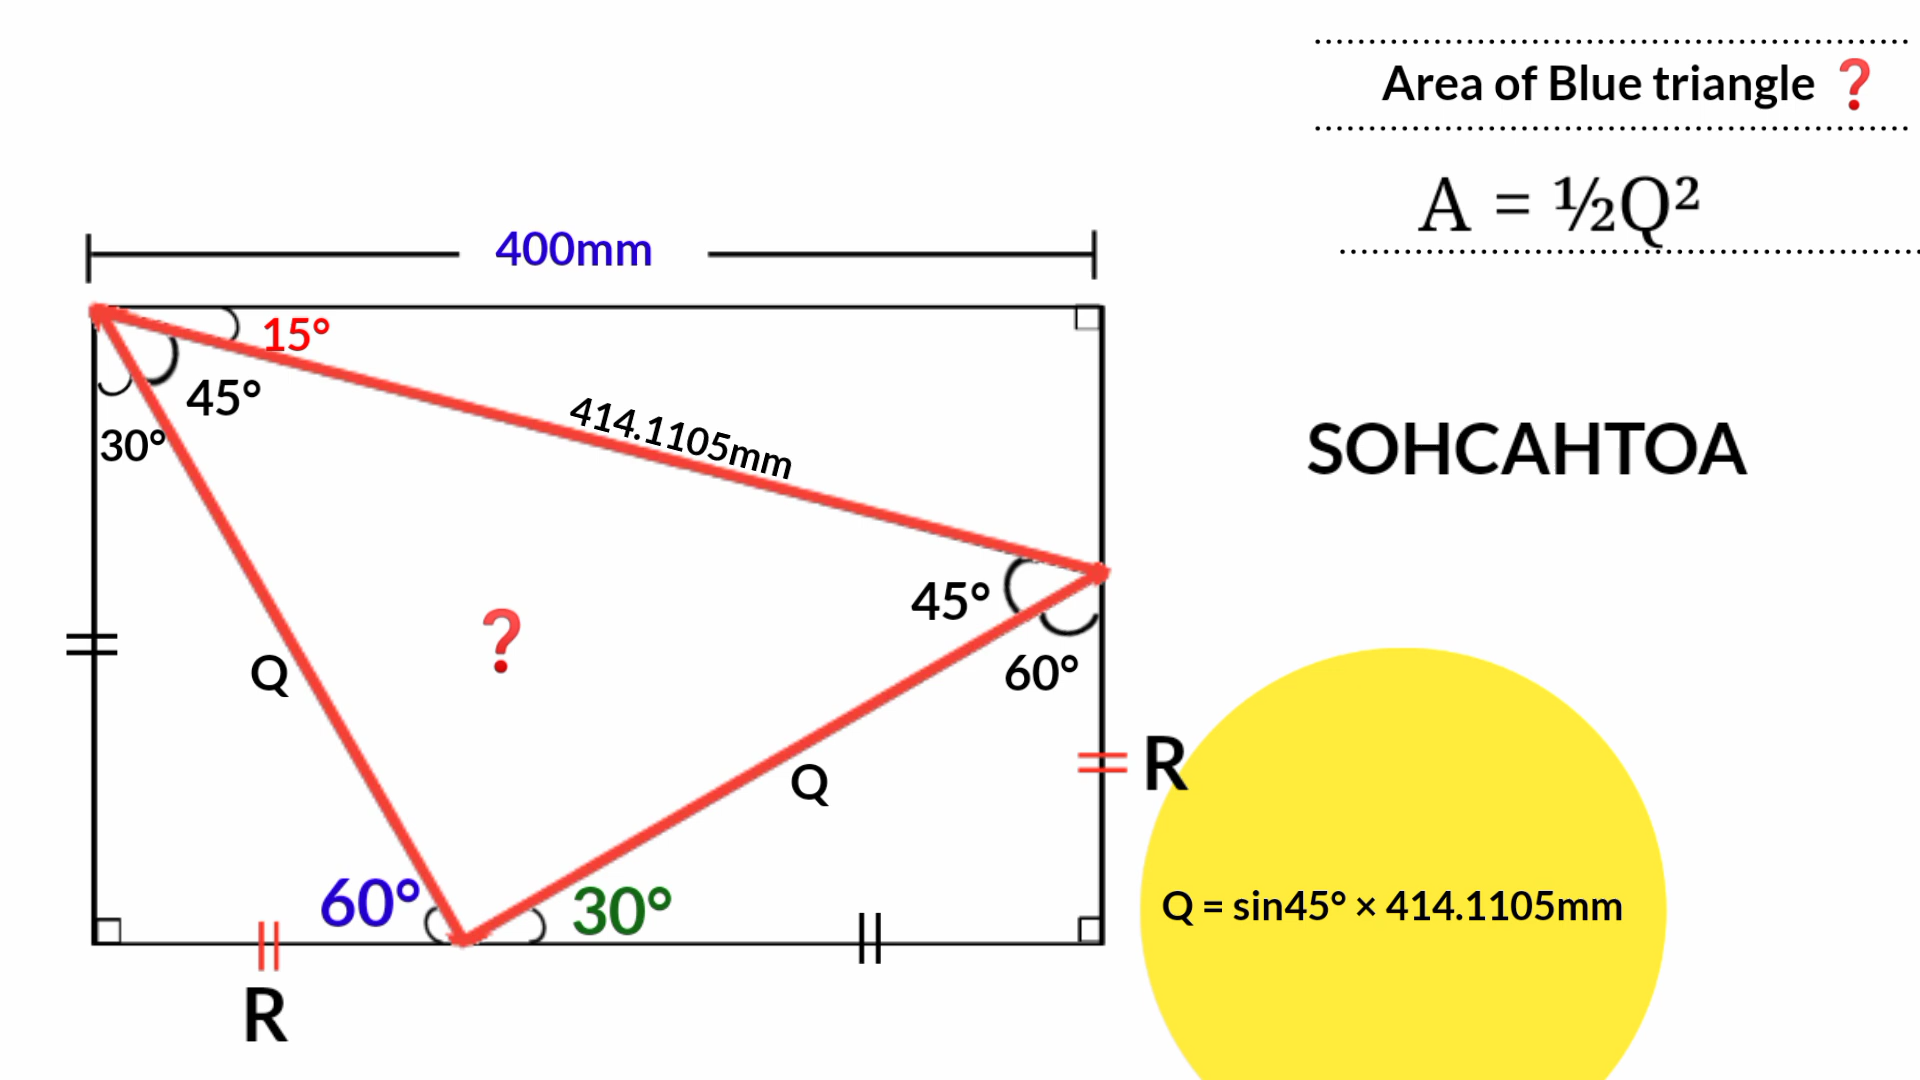 Area of Blue triangle ❓
A = ½Q²
400mm
15°
45°
30°
414.1105mm
SOHCAHTOA
45°
60°
Q
❓
Q
R
60°
30°
Q = sin45° × 414.1105mm
R